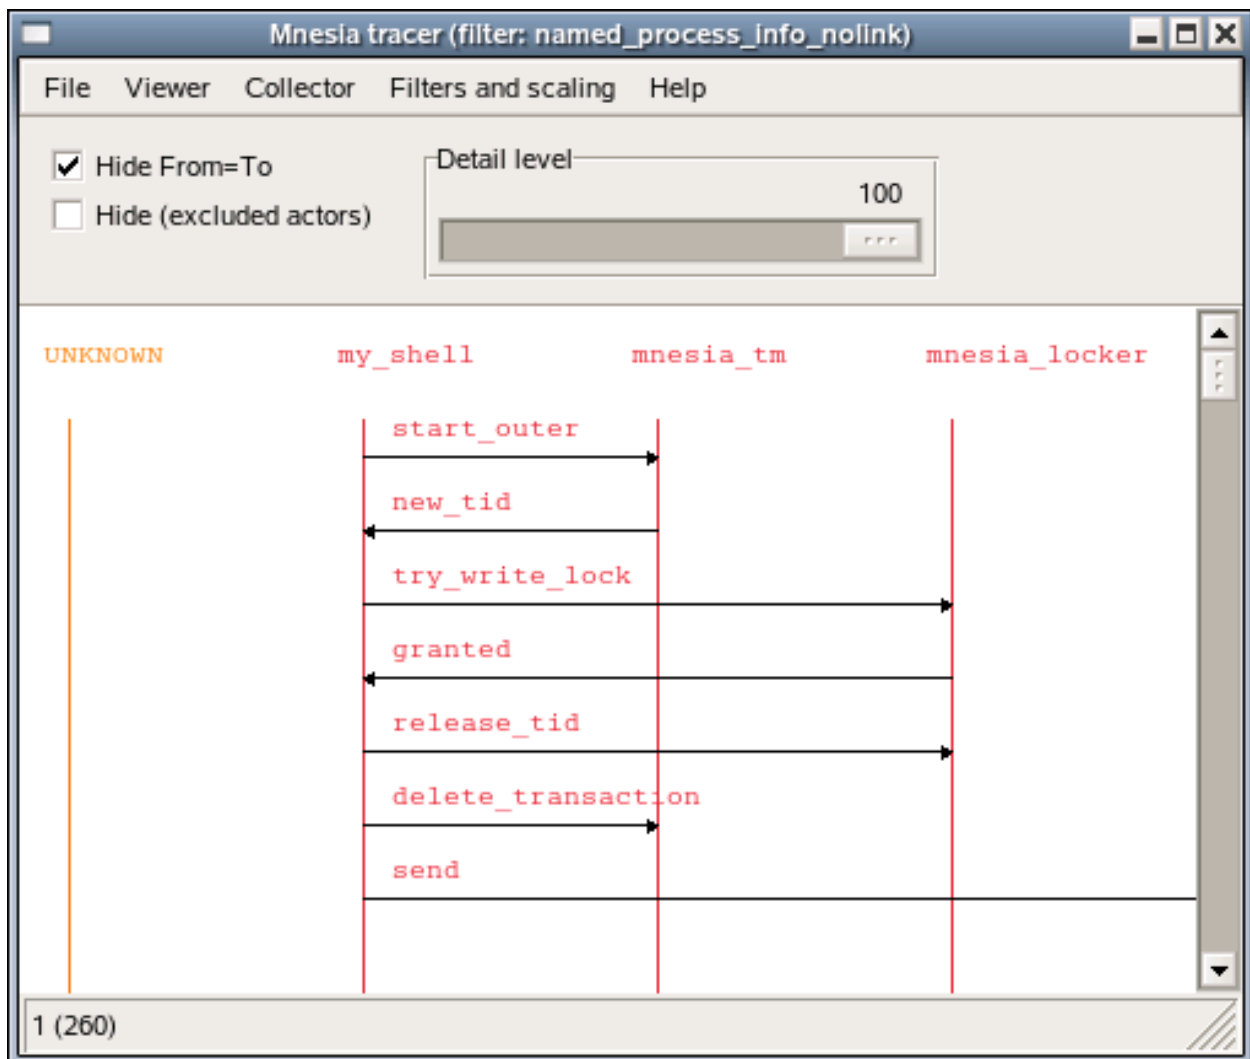 Mnesia tracer (filter: named_process_info_nolink)
File Viewer Collector Filters and scaling Help
Hide From=To
Hide (excluded actors)
Detail level
100
UNKNOWN my_shell mnesia_tm mnesia_locker
start_outer
new_tid
try_write_lock
granted
release_tid
delete_transaction
send
1 (260)